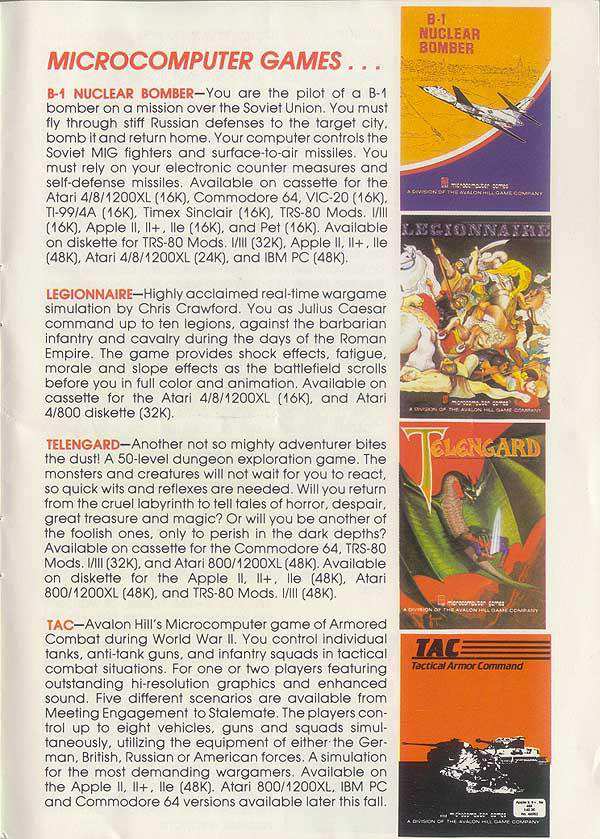 MICROCOMPUTER GAMES . . .
B-1 NUCLEAR BOMBER—You are the pilot of a B-1
bomber on a mission over the Soviet Union. You must
fly through stiff Russian defenses to the target city,
bomb it and return home. Your computer controls the
Soviet MIG fighters and surface-to-air missiles. You
must rely on your electronic counter measures and
self-defense missiles. Available on cassette for the
Atari 4/8/1200XL (16K), Commodore 64, VIC-20 (16K),
TI-99/4A (16K), Timex Sinclair (16K), TRS-80 Mods. I/III
(16K), Apple II, II+, IIe (16K), and Pet (16K). Available
on diskette for TRS-80 Mods. I/III (32K), Apple II, II+, IIe
(48K), Atari 4/8/1200XL (24K), and IBM PC (48K).
LEGIONNAIRE—Highly acclaimed real-time wargame
simulation by Chris Crawford. You as Julius Caesar
command up to ten legions, against the barbarian
infantry and cavalry during the days of the Roman
Empire. The game provides shock effects, fatigue,
morale and slope effects as the battlefield scrolls
before you in full color and animation. Available on
cassette for the Atari 4/8/1200XL (16K), and Atari
4/800 diskette (32K).
TELENGARD—Another not so mighty adventurer bites
the dust! A 50-level dungeon exploration game. The
monsters and creatures will not wait for you to react,
so quick wits and reflexes are needed. Will you return
from the cruel labyrinth to tell tales of horror, despair,
great treasure and magic? Or will you be another of
the foolish ones, only to perish in the dark depths?
Available on cassette for the Commodore 64, TRS-80
Mods. I/III (32K), and Atari 800/1200XL (48K). Available
on diskette for the Apple II, II+, IIe (48K), Atari
800/1200XL (48K), and TRS-80 Mods. I/III (48K).
TAC—Avalon Hill's Microcomputer game of Armored
Combat during World War II. You control individual
tanks, anti-tank guns, and infantry squads in tactical
combat situations. For one or two players featuring
outstanding hi-resolution graphics and enhanced
sound. Five different scenarios are available from
Meeting Engagement to Stalemate. The players con-
trol up to eight vehicles, guns and squads simul-
taneously, utilizing the equipment of either the Ger-
man, British, Russian or American forces. A simulation
for the most demanding wargamers. Available on
the Apple II, II+, IIe (48K). Atari 800/1200XL, IBM PC
and Commodore 64 versions available later this fall.
B-1
NUCLEAR
BOMBER
microcomputer games
A DIVISION OF THE AVALON HILL GAME COMPANY
LEGIONNAIRE
microcomputer games
A DIVISION OF THE AVALON HILL GAME COMPANY
TELENGARD
microcomputer games
A DIVISION OF THE AVALON HILL GAME COMPANY
TAC
Tactical Armor Command
microcomputer games
A DIVISION OF THE AVALON HILL GAME COMPANY